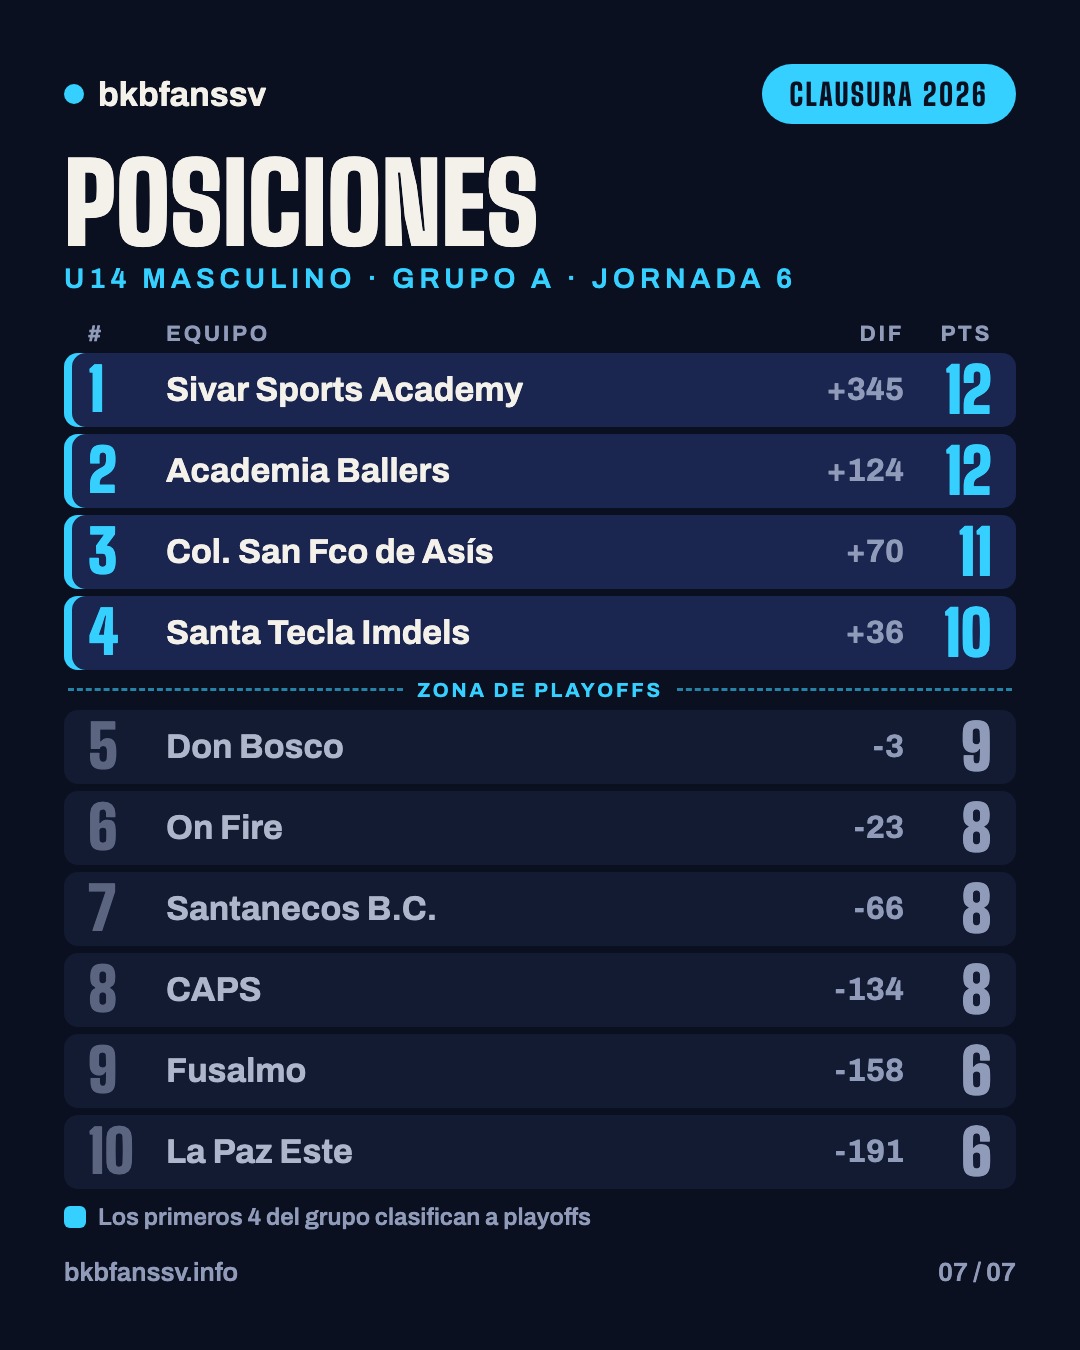 bkbfanssv
CLAUSURA 2026
POSICIONES
U14 MASCULINO · GRUPO A · JORNADA 6
# EQUIPO DIF PTS
1 Sivar Sports Academy +345 12
2 Academia Ballers +124 12
3 Col. San Fco de Asís +70 11
4 Santa Tecla Imdels +36 10
ZONA DE PLAYOFFS
5 Don Bosco -3 9
6 On Fire -23 8
7 Santanecos B.C. -66 8
8 CAPS -134 8
9 Fusalmo -158 6
10 La Paz Este -191 6
Los primeros 4 del grupo clasifican a playoffs
bkbfanssv.info 07 / 07